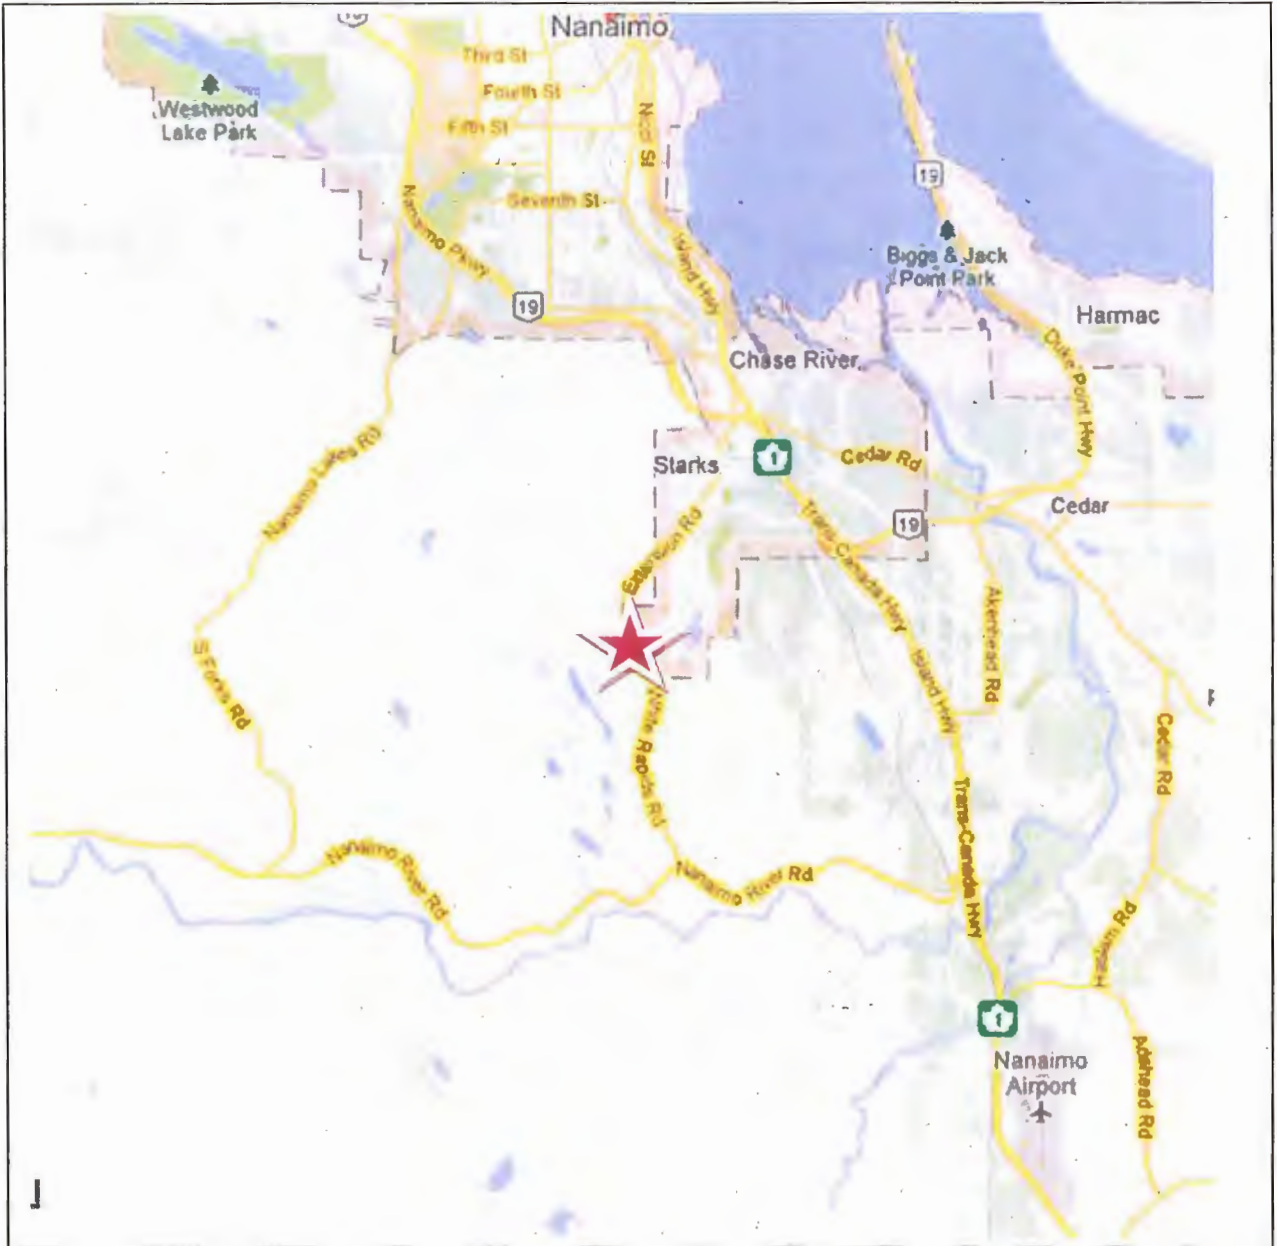 19
Nanaimo
Third St
Fourth St
Fifth St
Nicol St
Westwood
Lake Park
19
Seventh St
Nanaimo Pkwy
Island Hwy
Biggs & Jack
Point Park
19
Harmac
Duke Point Hwy
Chase River
Nanaimo Lakes Rd
Starks
1
Cedar Rd
Cedar
19
Extension Rd
Trans-Canada Hwy
Akenhead Rd
S Forks Rd
Island Hwy
White Rapids Rd
Cedar Rd
Trans-Canada Hwy
Nanaimo River Rd
Nanaimo River Rd
Haslam Rd
1
Nanaimo
Airport
Adshead Rd